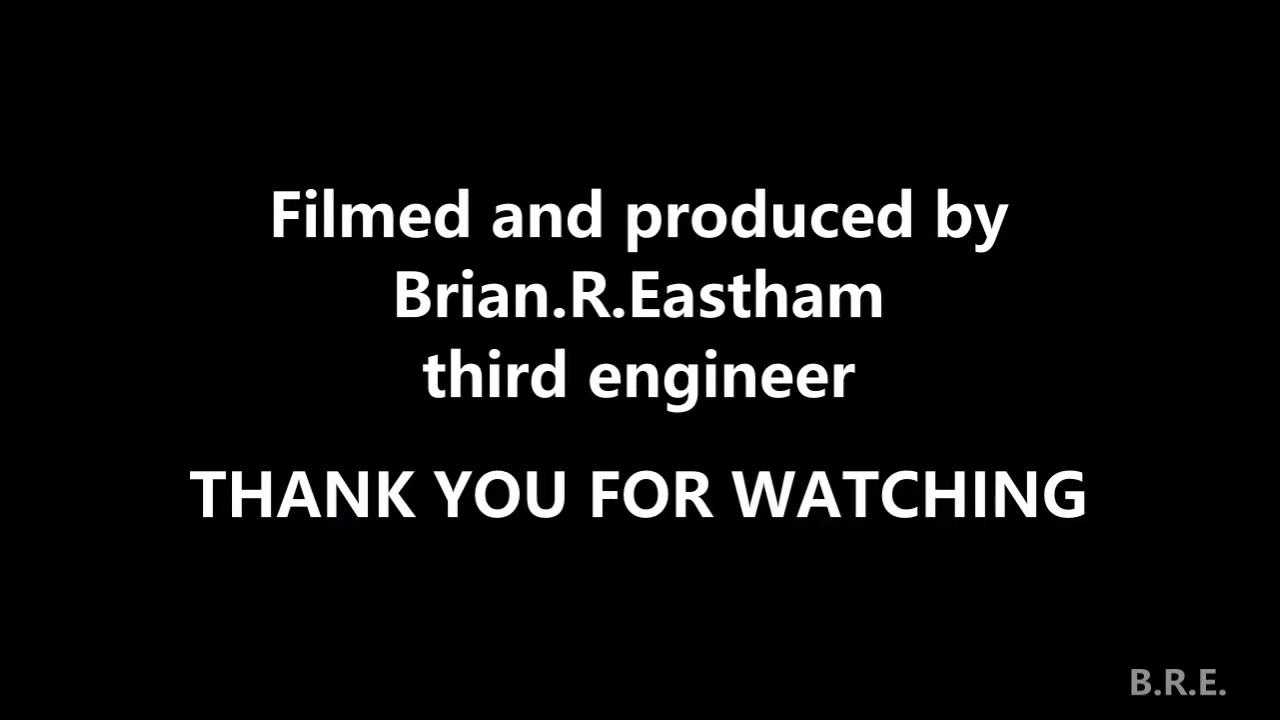 Filmed and produced by
Brian.R.Eastham
third engineer
THANK YOU FOR WATCHING
B.R.E.